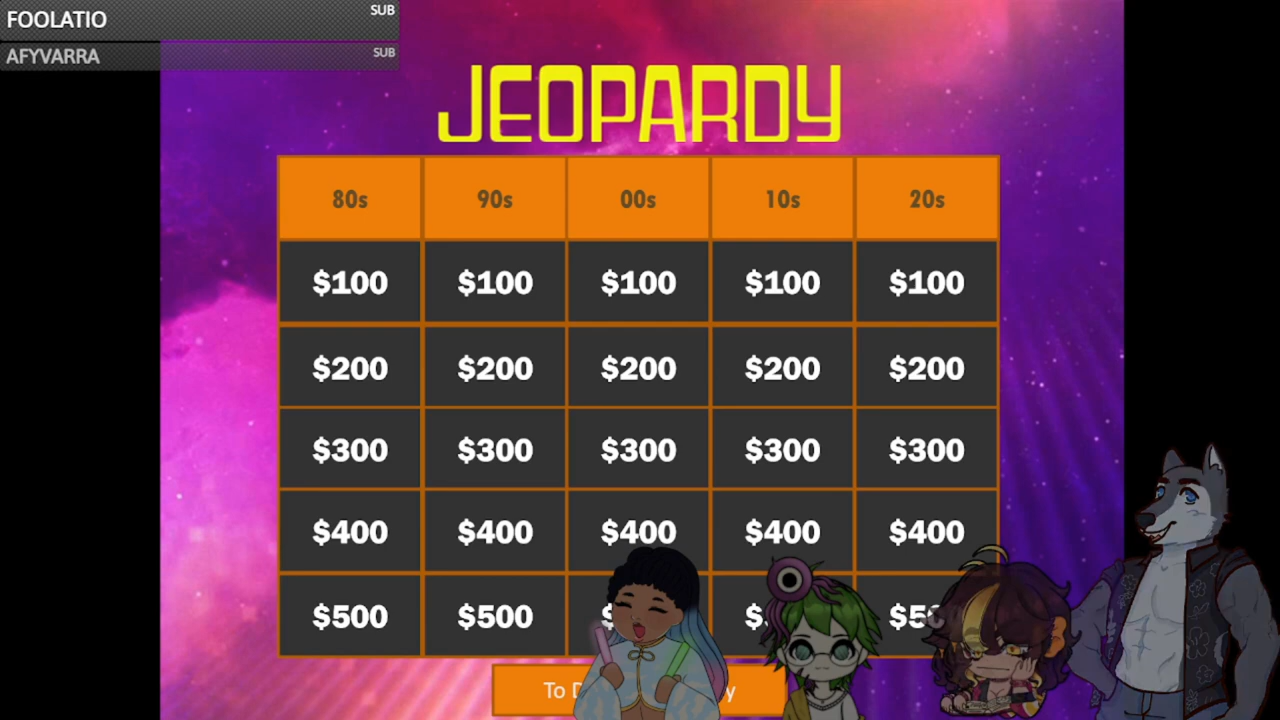 FOOLATIO SUB
AFYVARRA SUB
JEOPARDY
80s 90s 00s 10s 20s
$100 $100 $100 $100 $100
$200 $200 $200 $200 $200
$300 $300 $300 $300 $300
$400 $400 $400 $400 $400
$500 $500
To